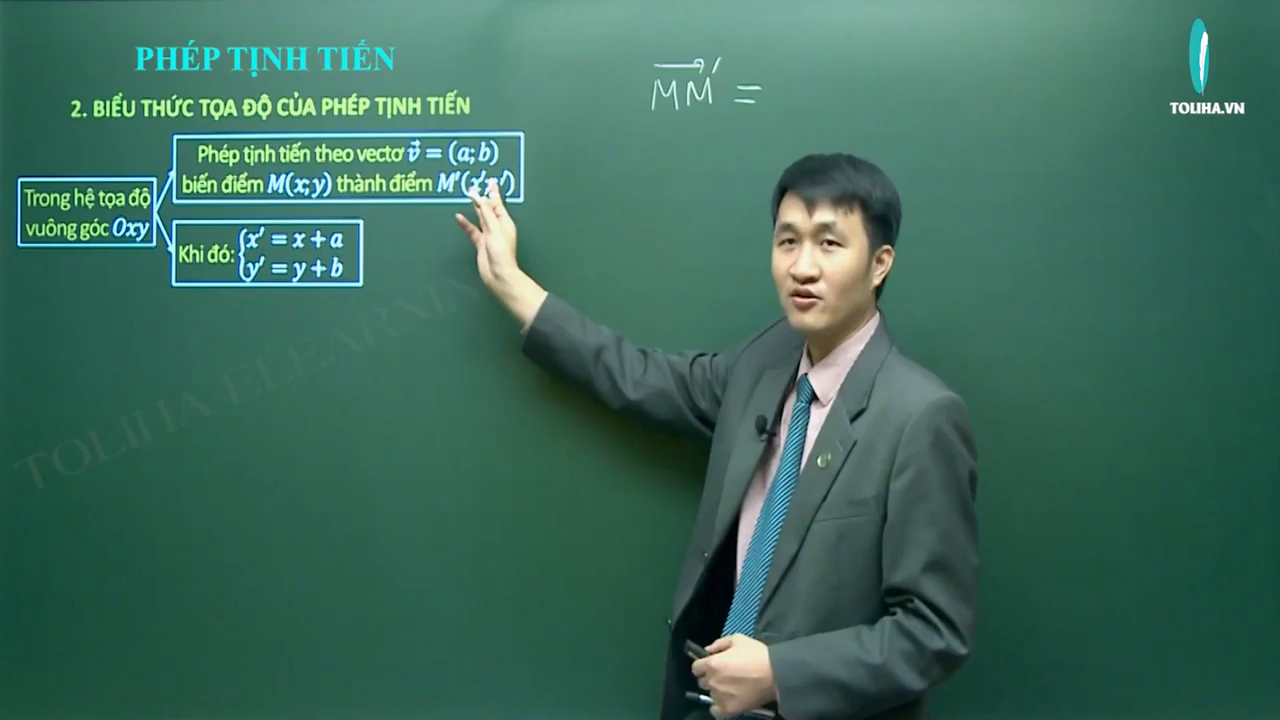 PHÉP TỊNH TIẾN
2. BIỂU THỨC TỌA ĐỘ CỦA PHÉP TỊNH TIẾN
Trong hệ tọa độ
vuông góc Oxy
Phép tịnh tiến theo vectơ v⃗ = (a; b)
biến điểm M(x; y) thành điểm M'(x'; y')
Khi đó: {x' = x + a
y' = y + b
MM'⃗ =
TOLIHA.VN
TOLIHA ELEARNIN